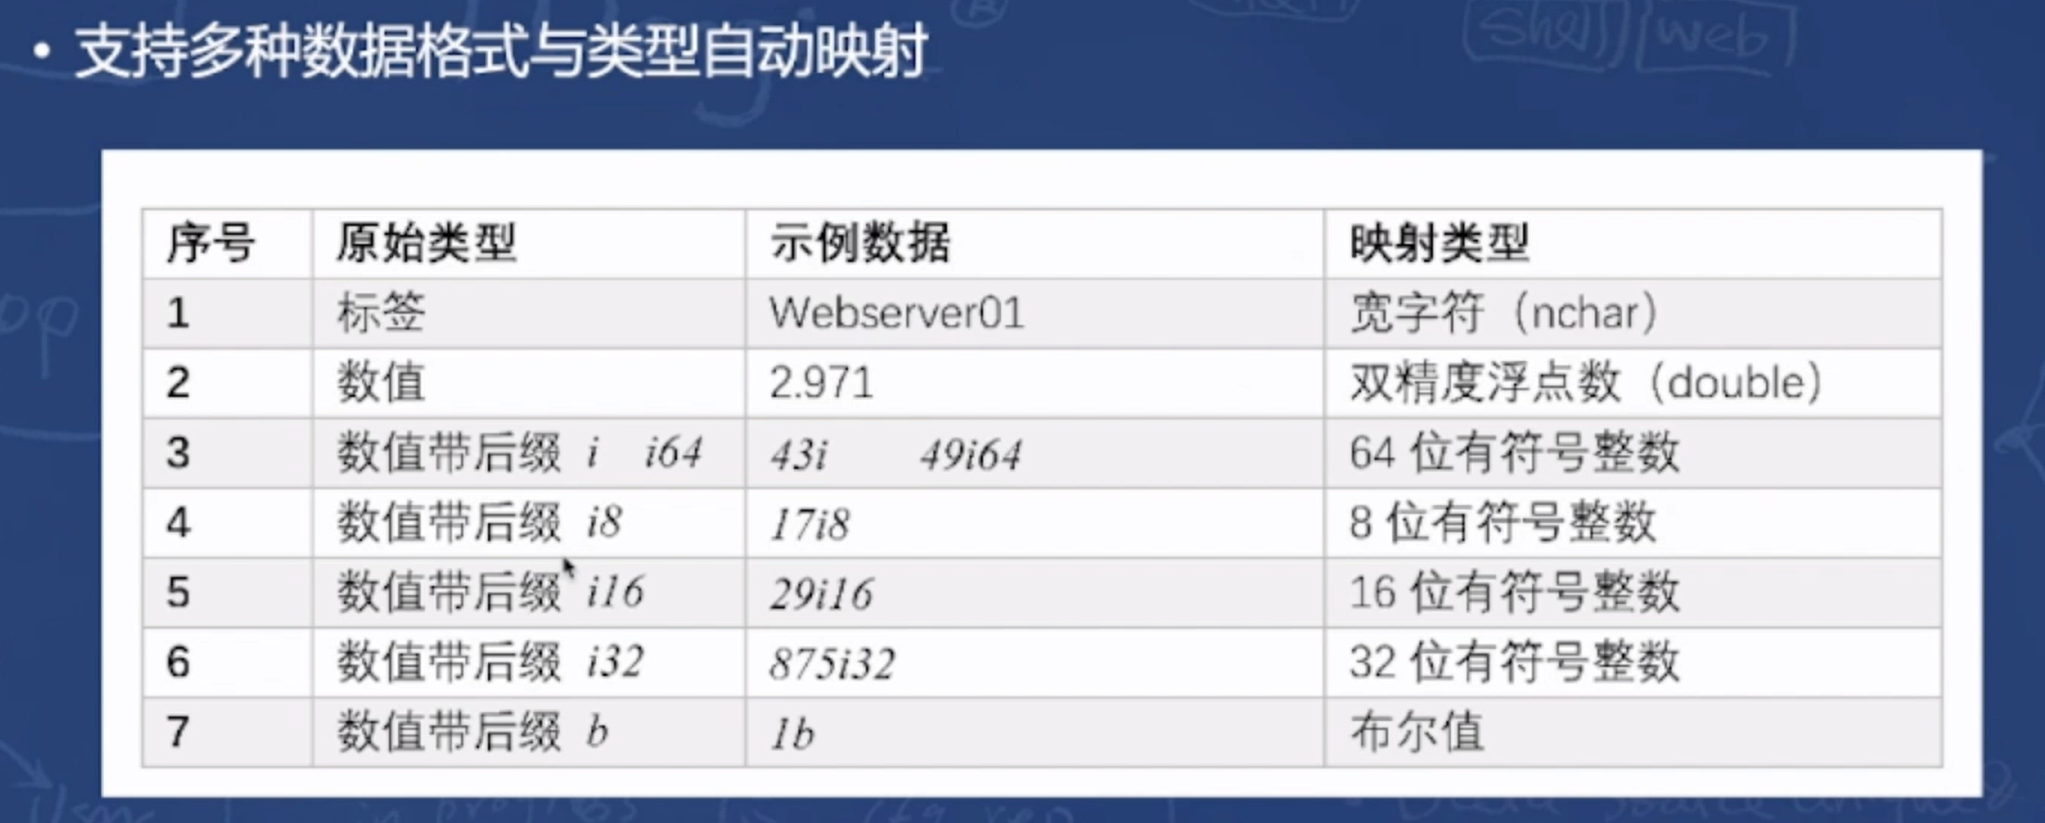 • 支持多种数据格式与类型自动映射
Shell web
序号 原始类型 示例数据 映射类型
1 标签 Webserver01 宽字符（nchar）
2 数值 2.971 双精度浮点数（double）
3 数值带后缀 i i64 43i 49i64 64 位有符号整数
4 数值带后缀 i8 17i8 8 位有符号整数
5 数值带后缀 i16 29i16 16 位有符号整数
6 数值带后缀 i32 875i32 32 位有符号整数
7 数值带后缀 b 1b 布尔值
in progress